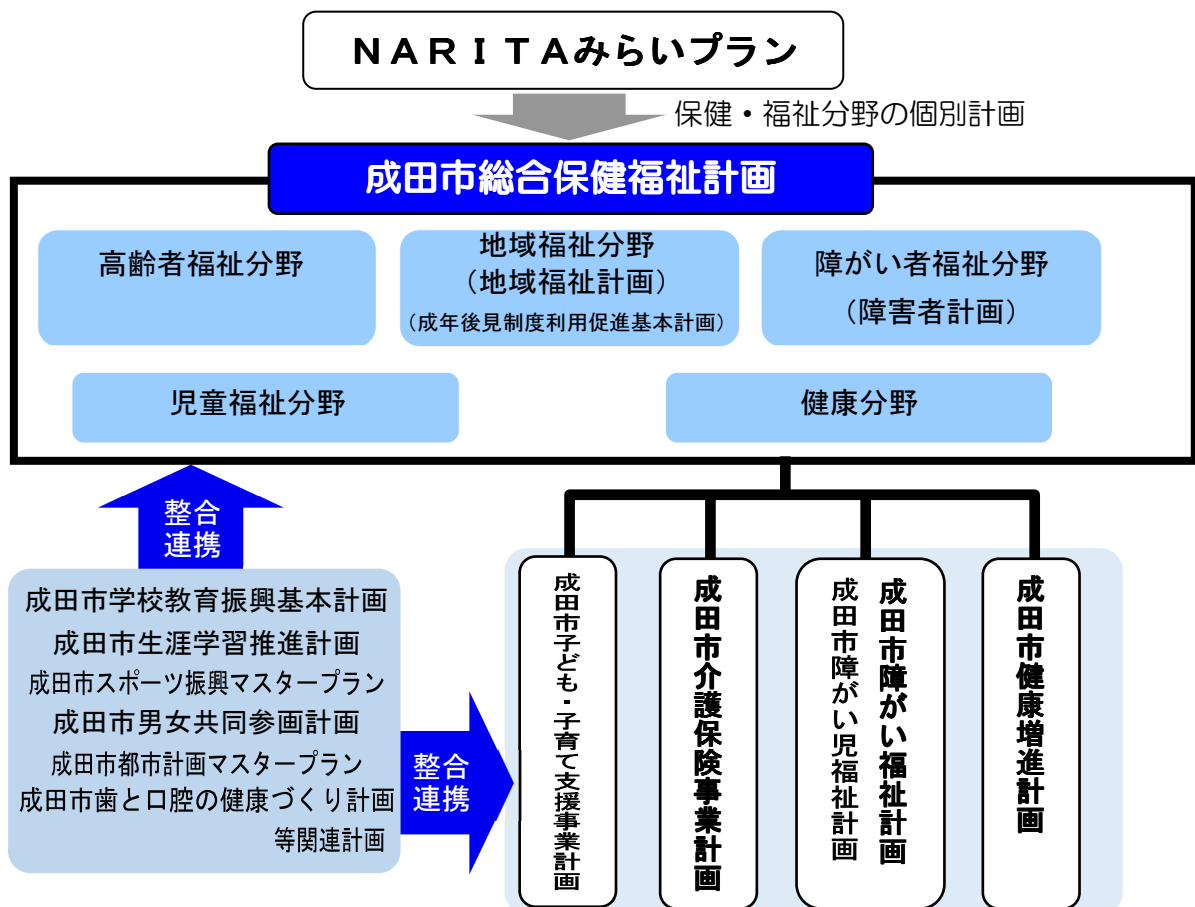 ＮＡＲＩＴＡみらいプラン
保健・福祉分野の個別計画
成田市総合保健福祉計画
高齢者福祉分野
地域福祉分野
（地域福祉計画）
（成年後見制度利用促進基本計画）
障がい者福祉分野
（障害者計画）
児童福祉分野
健康分野
整合
連携
成田市学校教育振興基本計画
成田市生涯学習推進計画
成田市スポーツ振興マスタープラン
成田市男女共同参画計画
成田市都市計画マスタープラン
成田市歯と口腔の健康づくり計画
等関連計画
整合
連携
成田市子ども・子育て支援事業計画
成田市介護保険事業計画
成田市障がい福祉計画
成田市障がい児福祉計画
成田市健康増進計画